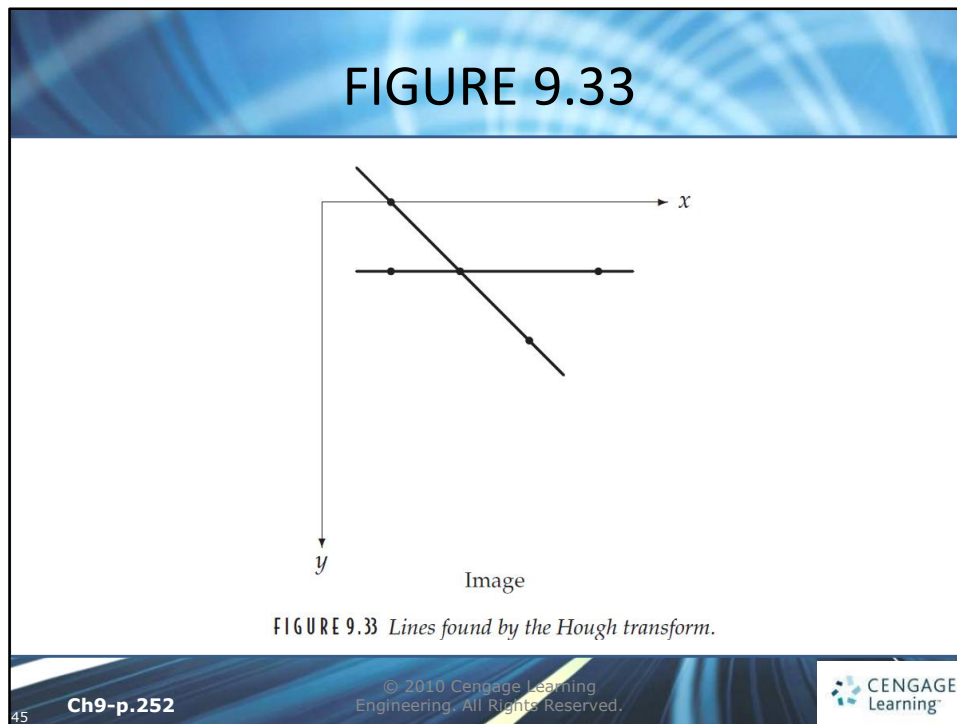 FIGURE 9.33
x
y
Image
FIGURE 9.33 Lines found by the Hough transform.
45
Ch9-p.252
© 2010 Cengage Learning
Engineering. All Rights Reserved.
CENGAGE
Learning™